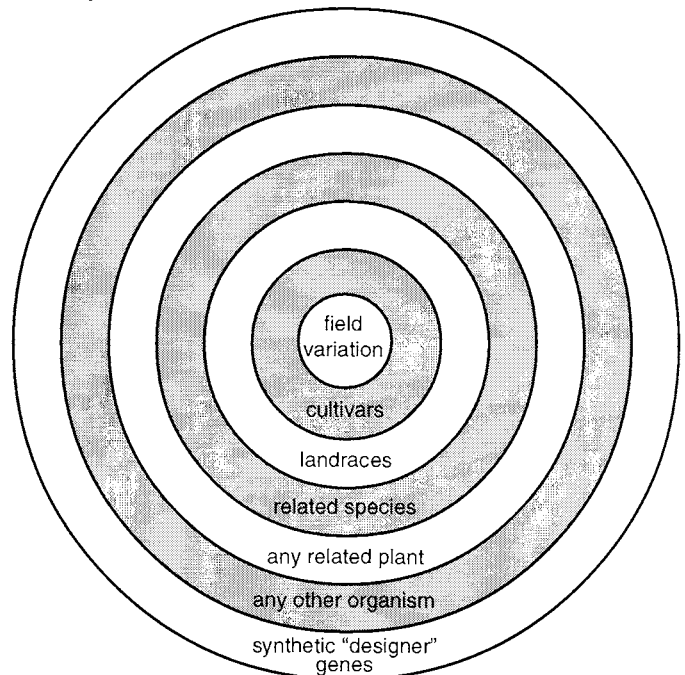 field
variation
cultivars
landraces
related species
any related plant
any other organism
synthetic “designer”
genes